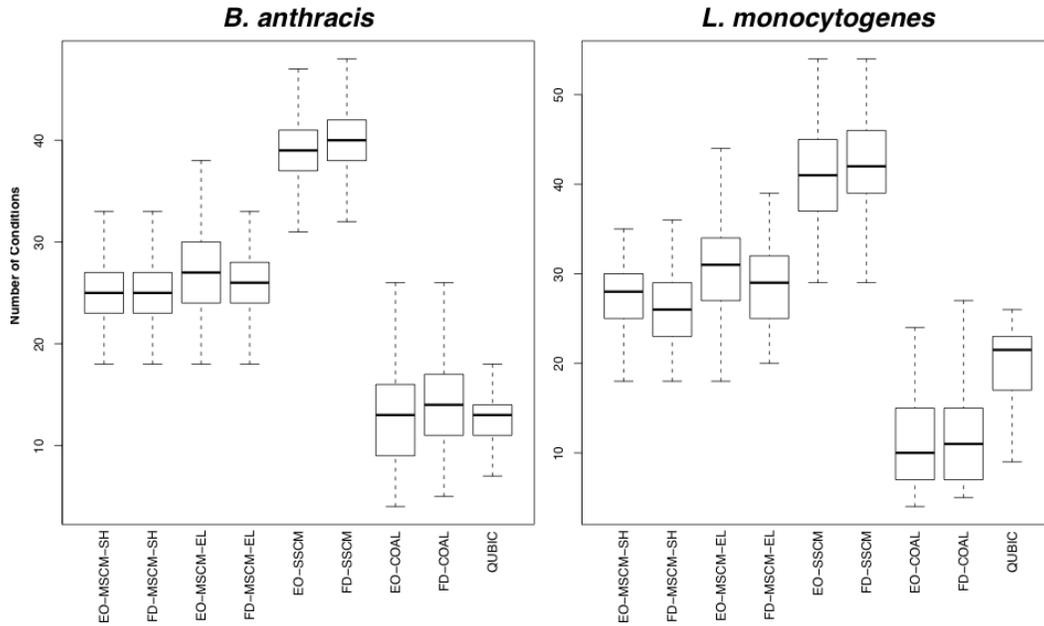 B. anthracis
L. monocytogenes
Number of Conditions
40
30
20
10
50
40
30
20
10
EO−MSCM−SH
FD−MSCM−SH
EO−MSCM−EL
FD−MSCM−EL
EO−SSCM
FD−SSCM
EO−COAL
FD−COAL
QUBIC
EO−MSCM−SH
FD−MSCM−SH
EO−MSCM−EL
FD−MSCM−EL
EO−SSCM
FD−SSCM
EO−COAL
FD−COAL
QUBIC